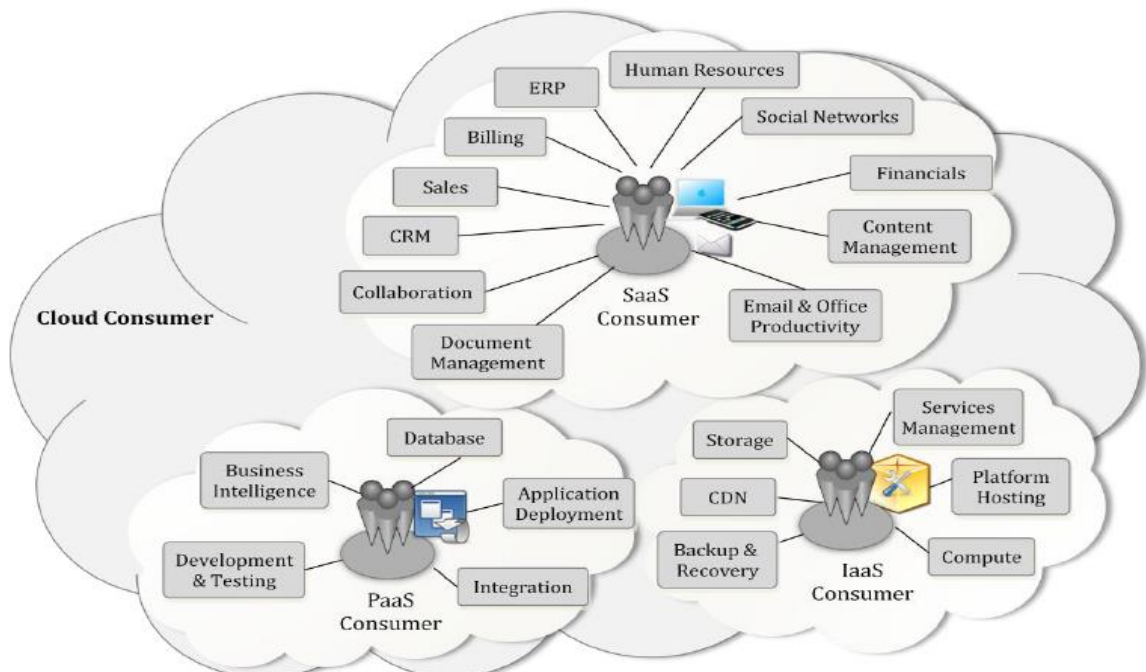 Human Resources
ERP
Social Networks
Billing
Financials
Sales
Content
Management
CRM
Collaboration
SaaS
Consumer
Email & Office
Productivity
Document
Management
Cloud Consumer
Database
Business
Intelligence
Application
Deployment
Development
& Testing
Integration
PaaS
Consumer
Services
Management
Storage
Platform
Hosting
CDN
Backup &
Recovery
Compute
IaaS
Consumer